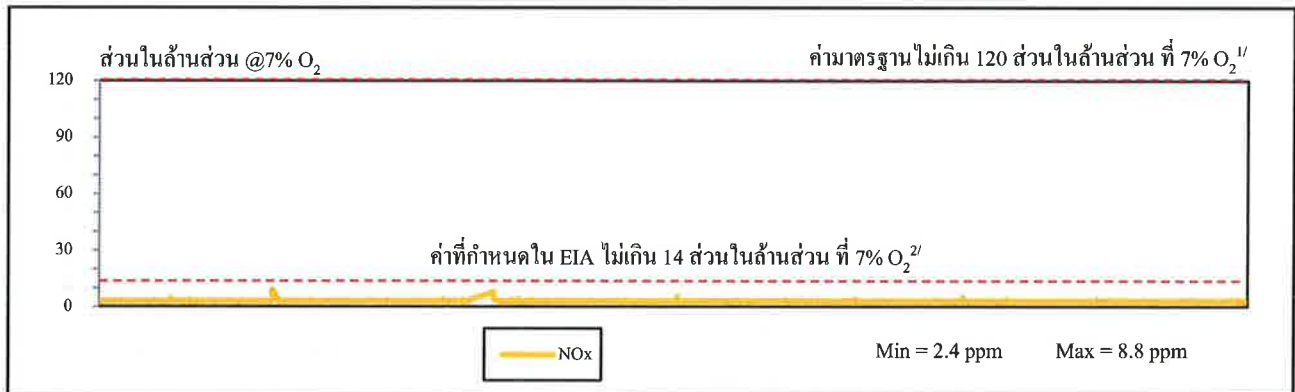 ส่วนในล้านส่วน @7% O₂
ค่ามาตรฐานไม่เกิน 120 ส่วนในล้านส่วน ที่ 7% O₂ ¹/
120
90
60
30
0
ค่าที่กำหนดใน EIA ไม่เกิน 14 ส่วนในล้านส่วน ที่ 7% O₂ ²/
NOx
Min = 2.4 ppm
Max = 8.8 ppm